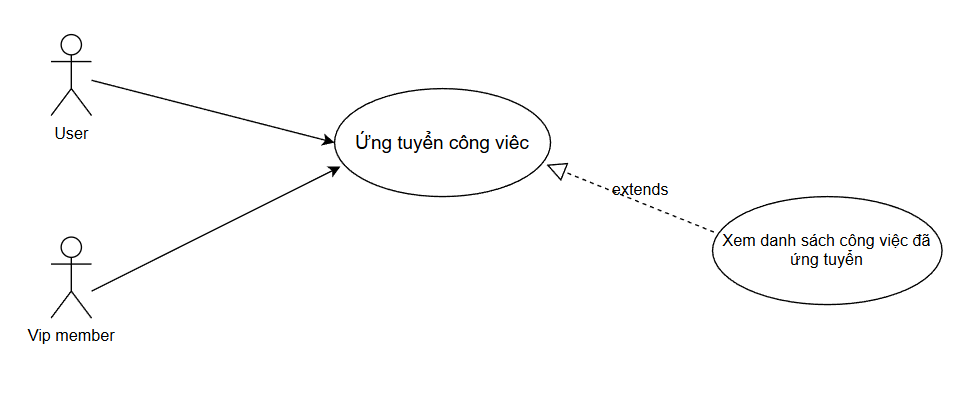 User
Ứng tuyển công viêc
extends
Xem danh sách công việc đã
ứng tuyển
Vip member